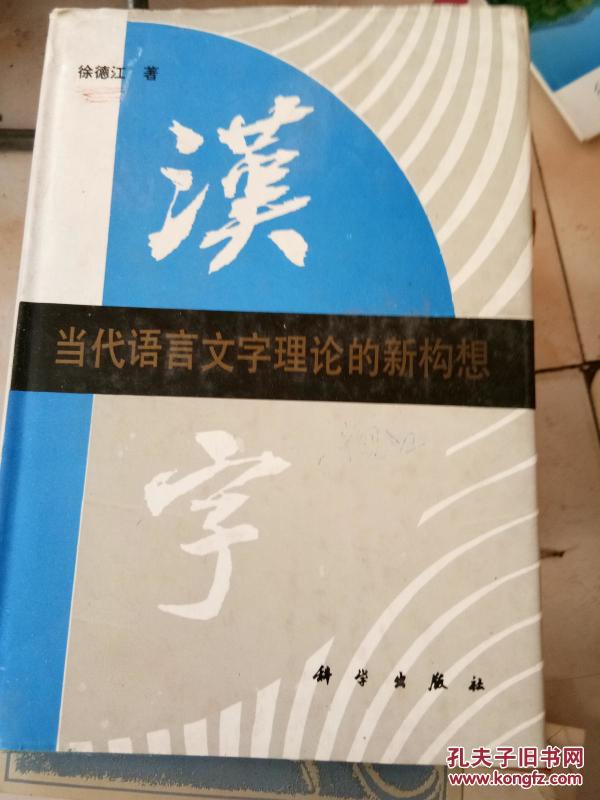 徐德江 著
漢
当代语言文字理论的新构想
字
科学出版社
孔夫子旧书网
www.kongfz.com